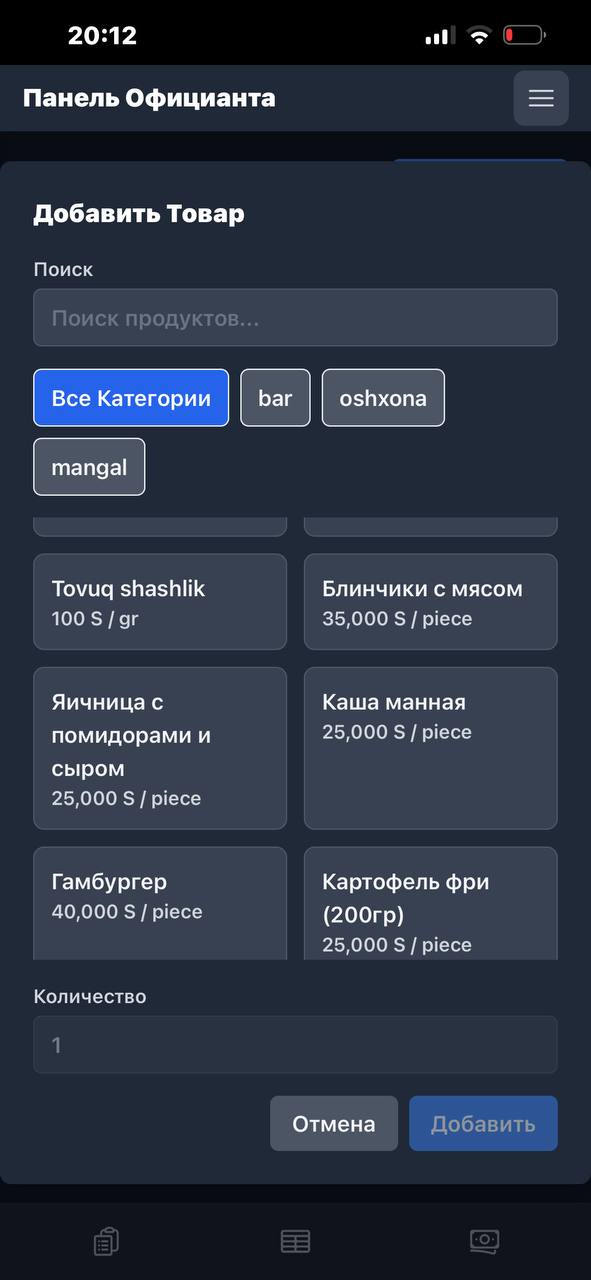 20:12
Панель Официанта
Добавить Товар
Поиск
Поиск продуктов...
Все Категории
bar
oshxona
mangal
Tovuq shashlik
100 S / gr
Блинчики с мясом
35,000 S / piece
Яичница с
помидорами и
сыром
25,000 S / piece
Каша манная
25,000 S / piece
Гамбургер
40,000 S / piece
Картофель фри
(200гр)
25,000 S / piece
Количество
1
Отмена
Добавить